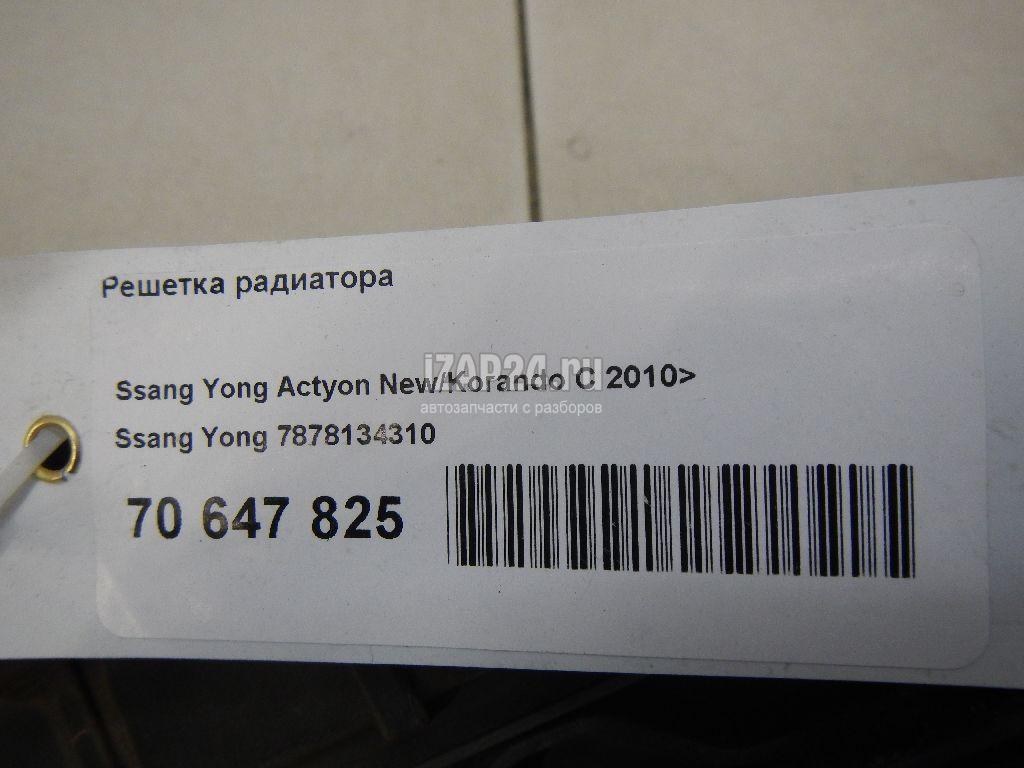 Решетка радиатора
iZAP24.ru
Ssang Yong Actyon New/Korando C 2010>
автозапчасти с разборов
Ssang Yong 7878134310
70 647 825